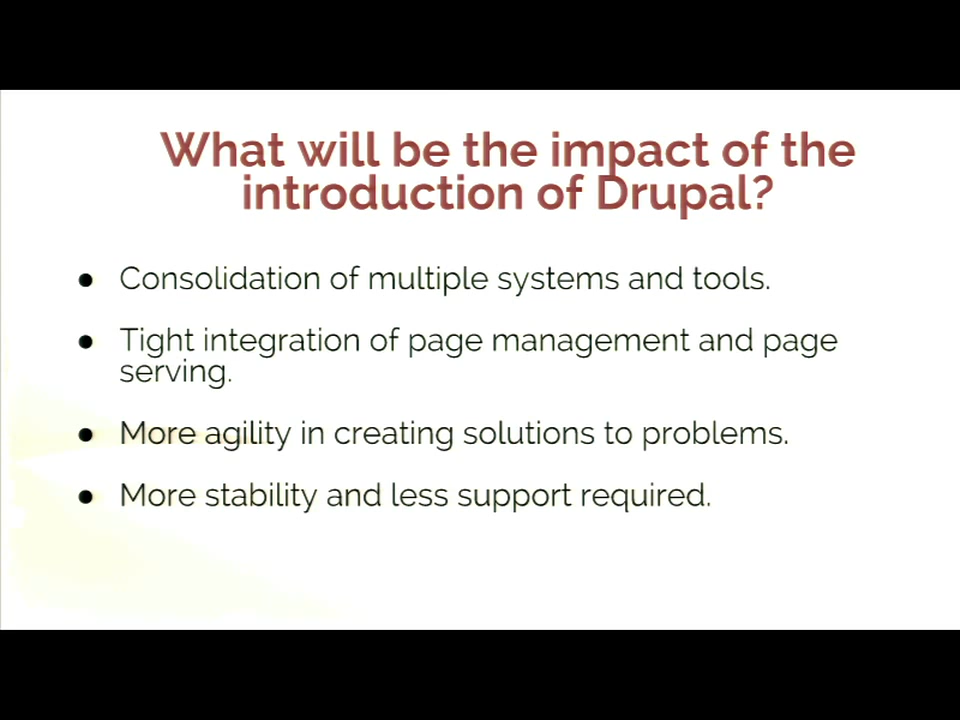 What will be the impact of the
introduction of Drupal?
● Consolidation of multiple systems and tools.
● Tight integration of page management and page
serving.
● More agility in creating solutions to problems.
● More stability and less support required.